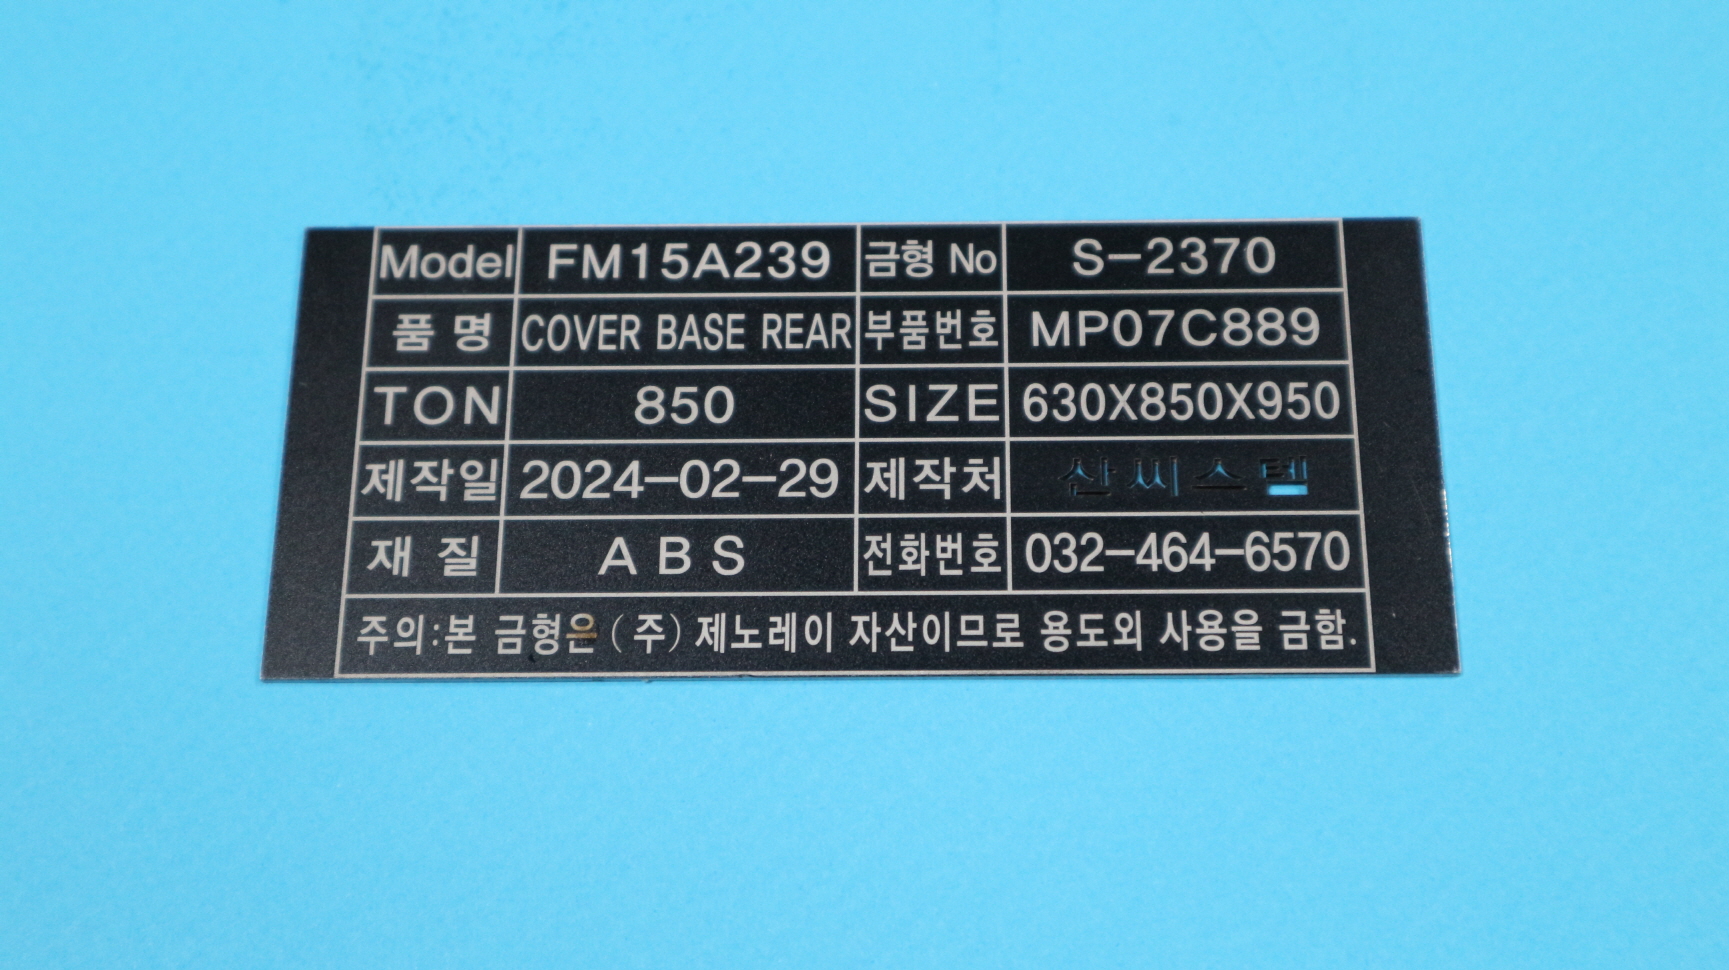 Model FM15A239 금형 No S-2370
품 명 COVER BASE REAR 부품번호 MP07C889
TON 850 SIZE 630X850X950
제작일 2024-02-29 제작처 산씨스텔
재 질 ABS 전화번호 032-464-6570
주의:본 금형은 (주) 제노레이 자산이므로 용도외 사용을 금함.